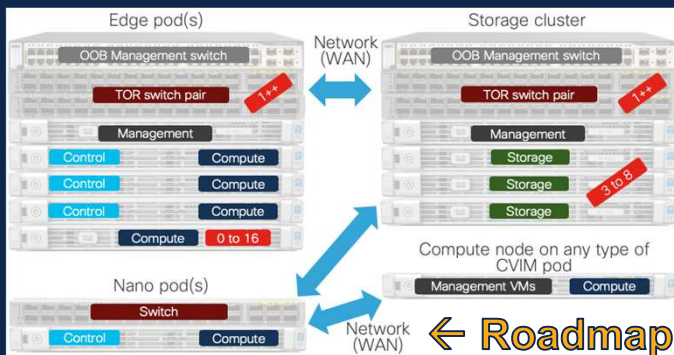 Edge pod(s)
OOB Management switch
TOR switch pair
1++
Management
Control Compute
Control Compute
Control Compute
Compute 0 to 16
Network
(WAN)
Storage cluster
OOB Management switch
TOR switch pair
1++
Management
Storage
Storage
Storage
3 to 8
Nano pod(s)
Switch
Control Compute
Compute node on any type of
CVIM pod
Management VMs Compute
Network
(WAN)
← Roadmap